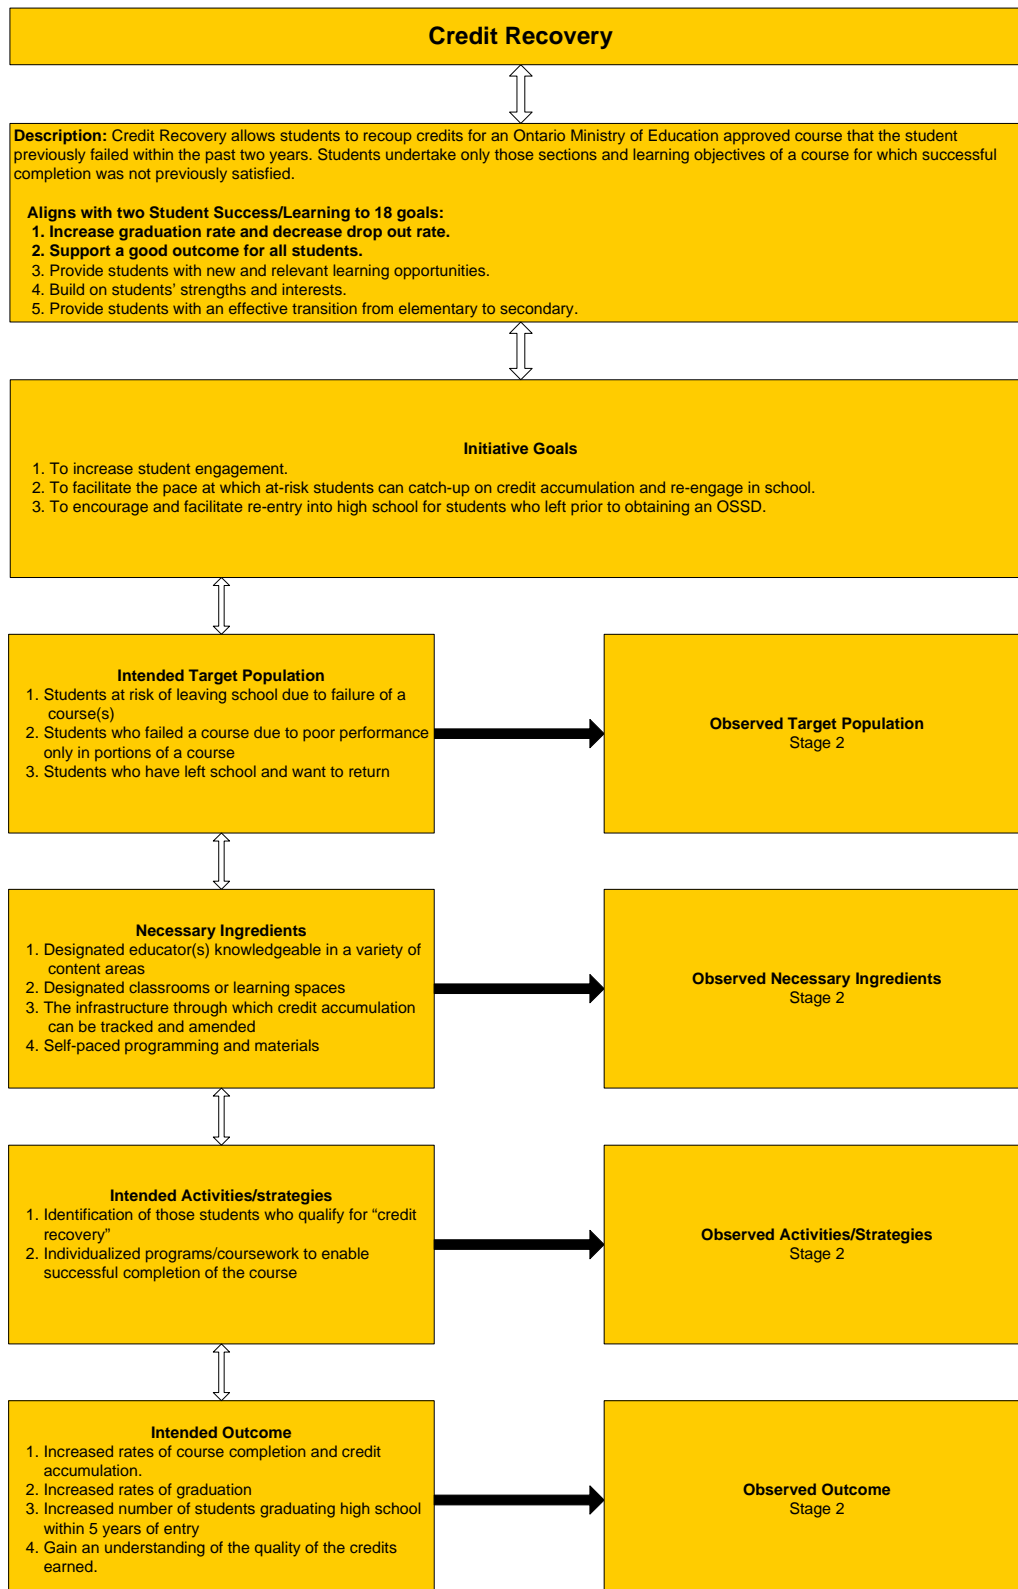 Credit Recovery
Description: Credit Recovery allows students to recoup credits for an Ontario Ministry of Education approved course that the student
previously failed within the past two years. Students undertake only those sections and learning objectives of a course for which successful
completion was not previously satisfied.
Aligns with two Student Success/Learning to 18 goals:
1. Increase graduation rate and decrease drop out rate.
2. Support a good outcome for all students.
3. Provide students with new and relevant learning opportunities.
4. Build on students' strengths and interests.
5. Provide students with an effective transition from elementary to secondary.
Initiative Goals
1. To increase student engagement.
2. To facilitate the pace at which at-risk students can catch-up on credit accumulation and re-engage in school.
3. To encourage and facilitate re-entry into high school for students who left prior to obtaining an OSSD.
Intended Target Population
1. Students at risk of leaving school due to failure of a
course(s)
2. Students who failed a course due to poor performance
only in portions of a course
3. Students who have left school and want to return
Observed Target Population
Stage 2
Necessary Ingredients
1. Designated educator(s) knowledgeable in a variety of
content areas
2. Designated classrooms or learning spaces
3. The infrastructure through which credit accumulation
can be tracked and amended
4. Self-paced programming and materials
Observed Necessary Ingredients
Stage 2
Intended Activities/strategies
1. Identification of those students who qualify for “credit
recovery”
2. Individualized programs/coursework to enable
successful completion of the course
Observed Activities/Strategies
Stage 2
Intended Outcome
1. Increased rates of course completion and credit
accumulation.
2. Increased rates of graduation
3. Increased number of students graduating high school
within 5 years of entry
4. Gain an understanding of the quality of the credits
earned.
Observed Outcome
Stage 2